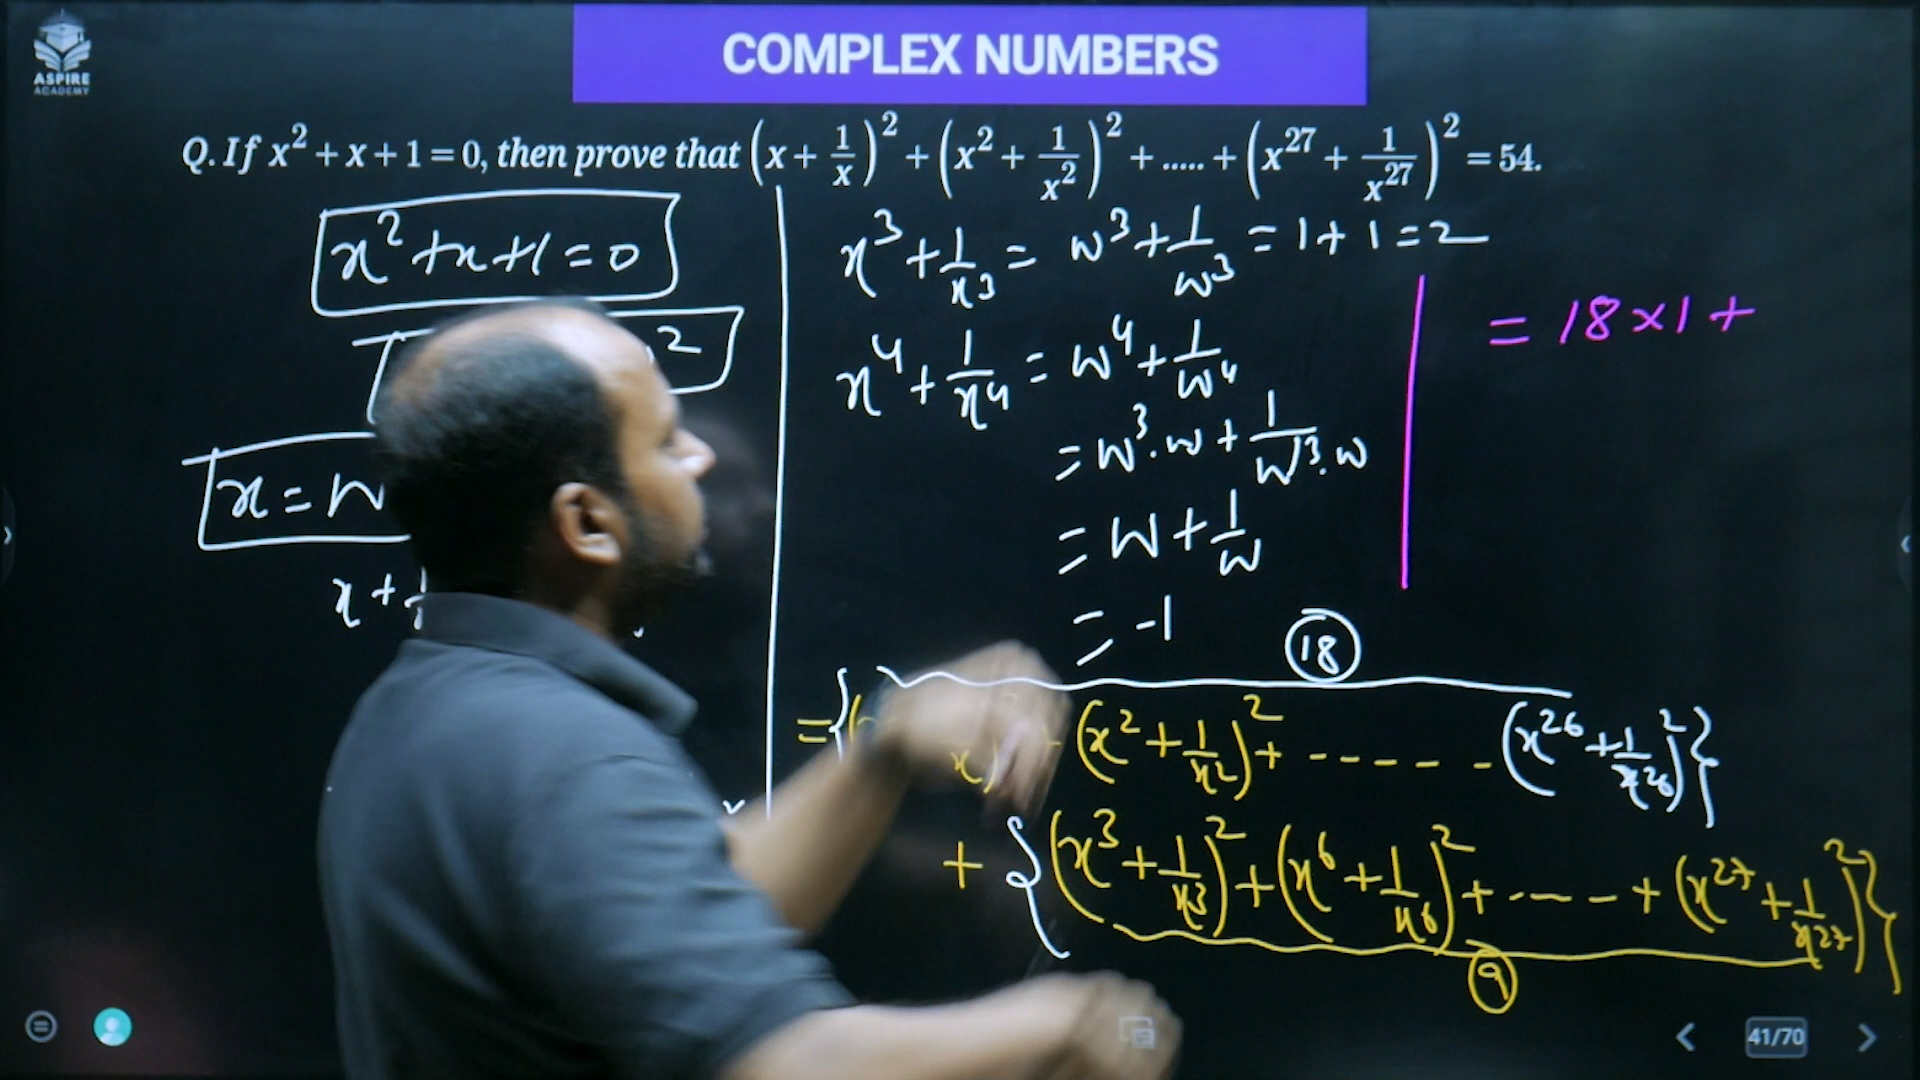 ASPIRE
ACADEMY
COMPLEX NUMBERS
Q. If x² + x + 1 = 0, then prove that (x + 1/x)² + (x² + 1/x²)² + ..... + (x²⁷ + 1/x²⁷)² = 54.
x² + x + 1 = 0
2
x = w
x +
x³ + 1/x³ = w³ + 1/w³ = 1 + 1 = 2
x⁴ + 1/x⁴ = w⁴ + 1/w⁴
= w³.w + 1/w³.w
= w + 1/w
= -1
= 18 × 1 +
18
= { ( x) + (x² + 1/x²)² + ------ (x²⁶ + 1/x²⁶)² }
+ { (x³ + 1/x³)² + (x⁶ + 1/x⁶)² + ---- + (x²⁷ + 1/x²⁷)² }
9
41/70